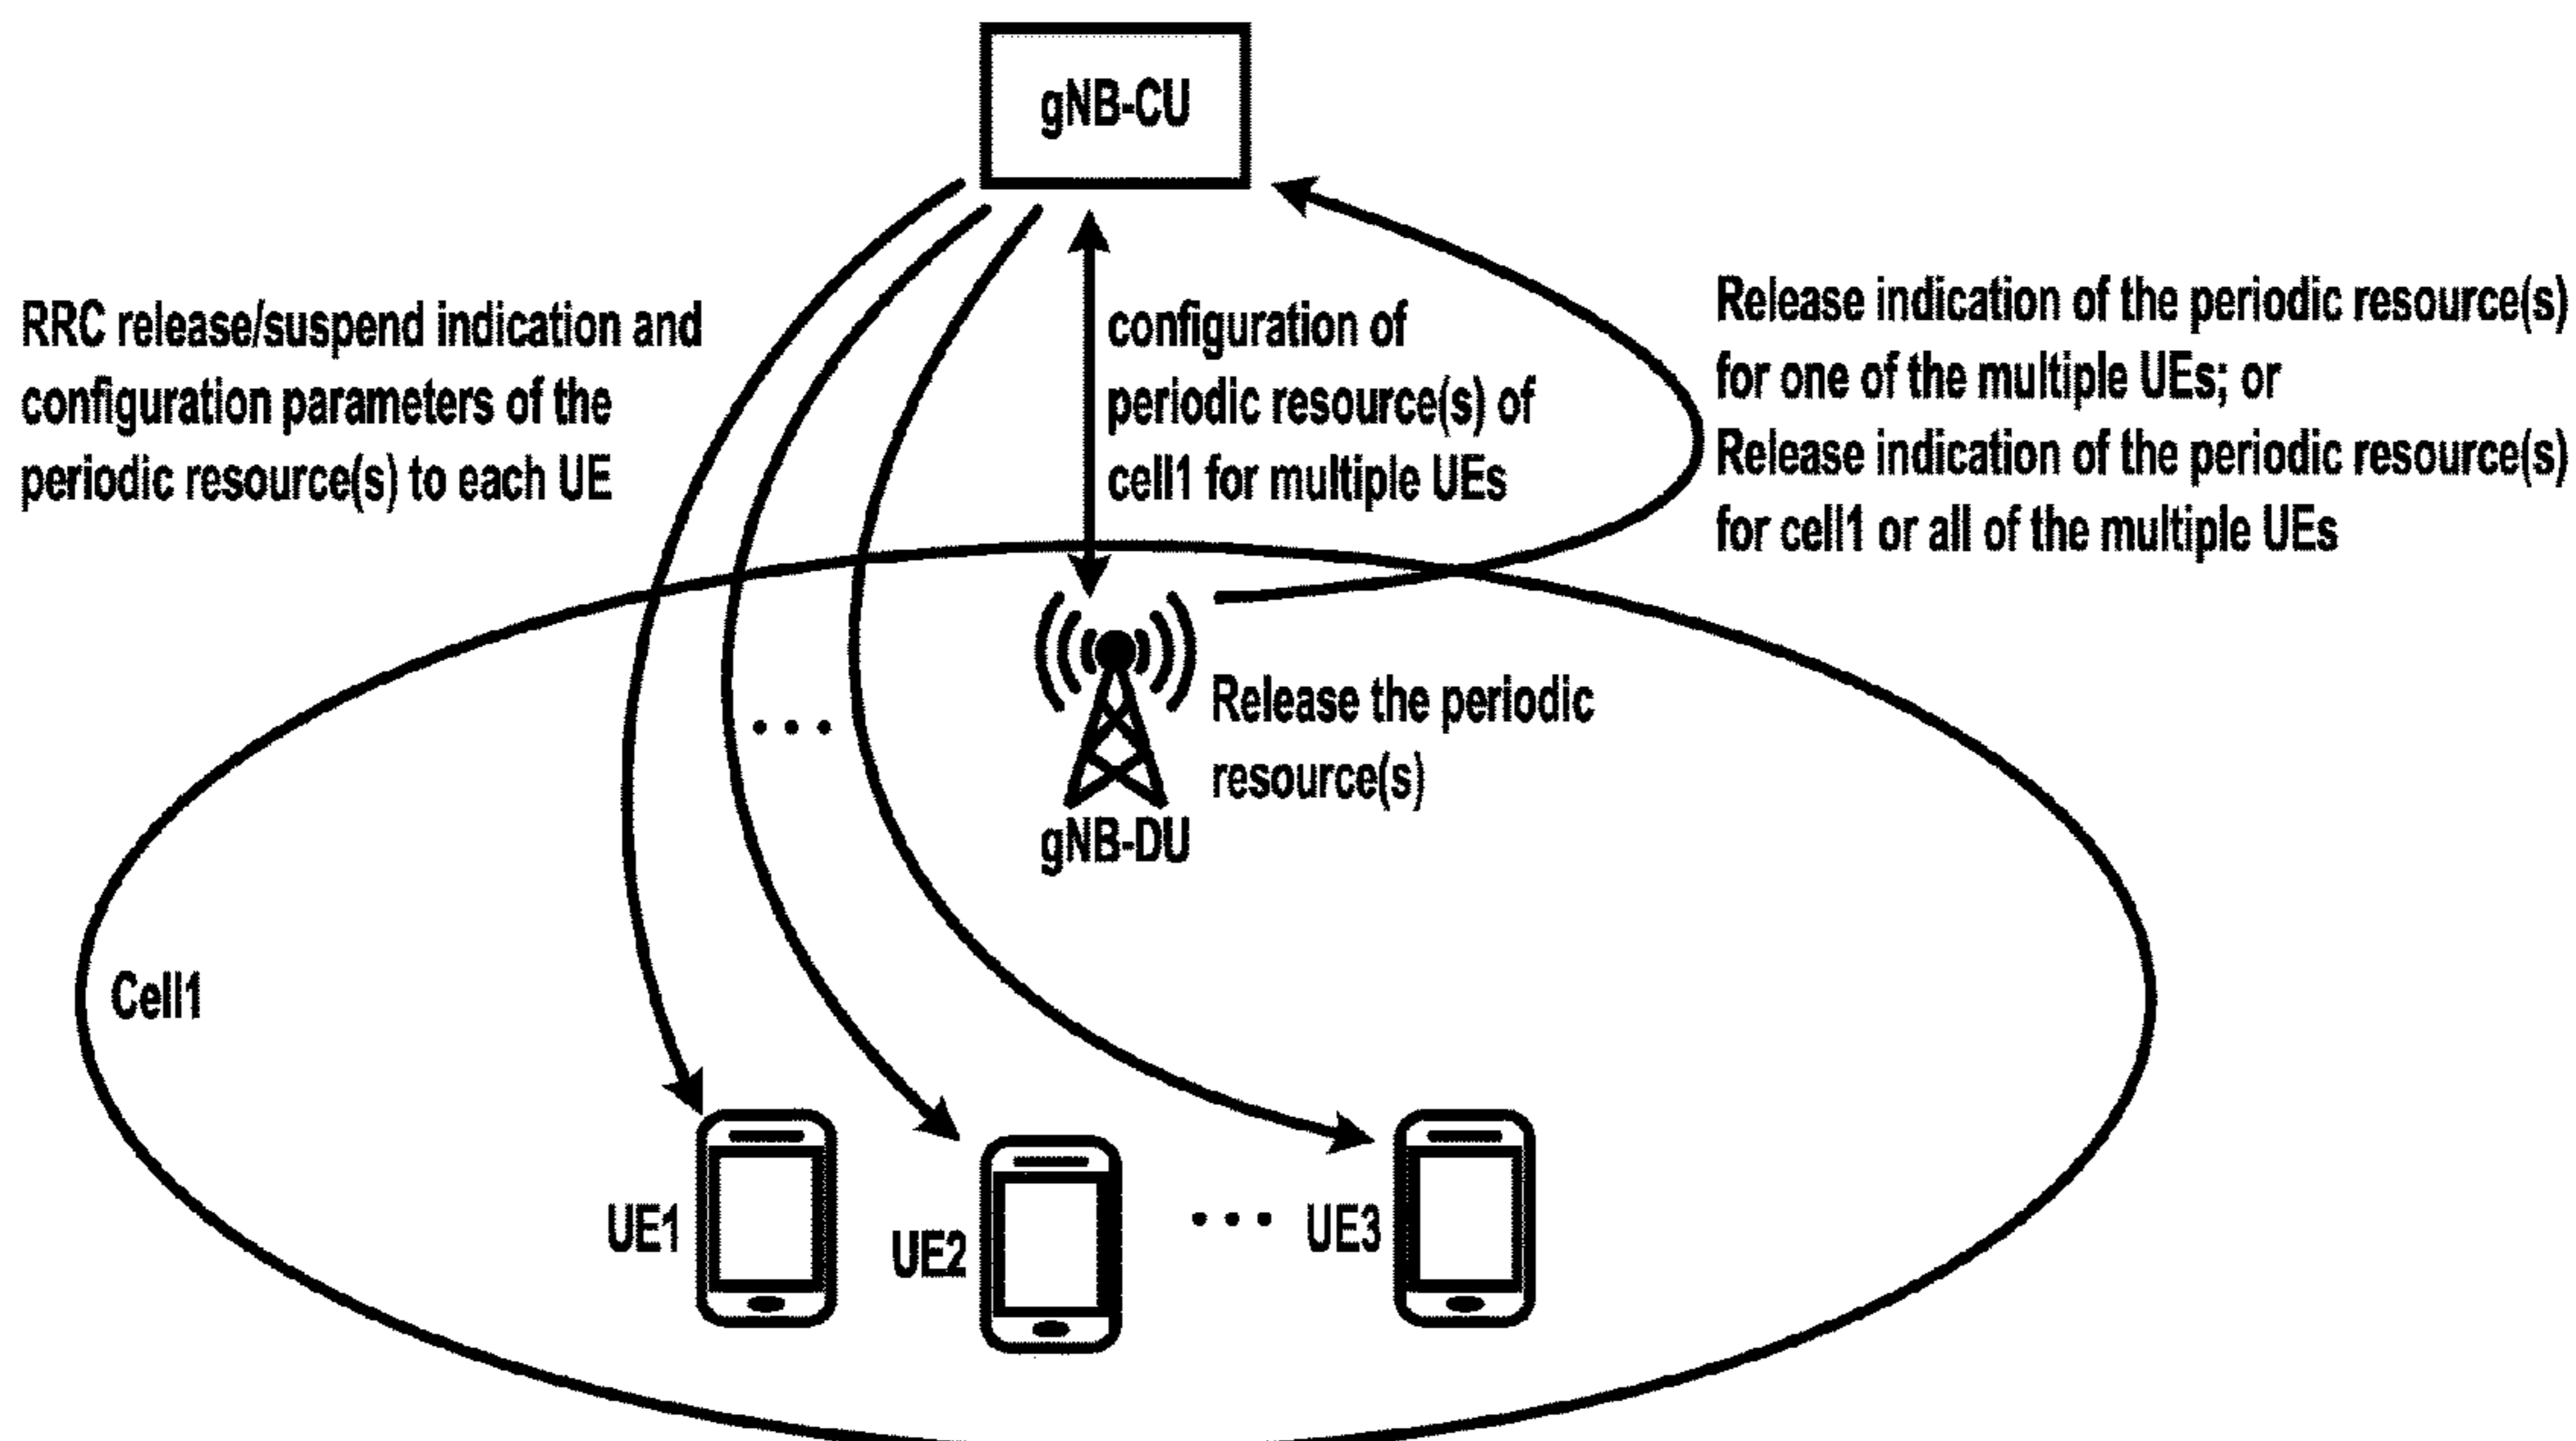 gNB-CU
RRC release/suspend indication and
configuration parameters of the
periodic resource(s) to each UE
configuration of
periodic resource(s) of
cell1 for multiple UEs
Release indication of the periodic resource(s)
for one of the multiple UEs; or
Release indication of the periodic resource(s)
for cell1 or all of the multiple UEs
Release the periodic
resource(s)
gNB-DU
Cell1
UE1
UE2
UE3